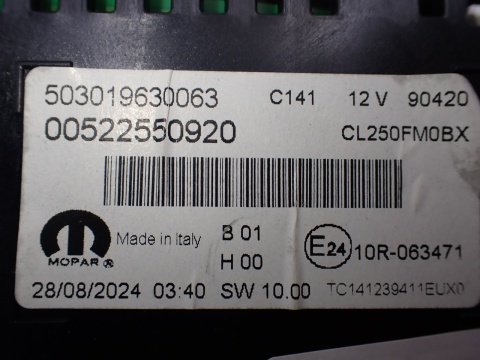 503019630063 C141 12 V 90420
00522550920 CL250FM0BX
MOPAR ® Made in Italy B 01 H 00 E24 10R-063471
28/08/2024 03:40 SW 10.00 TC141239411EUX0